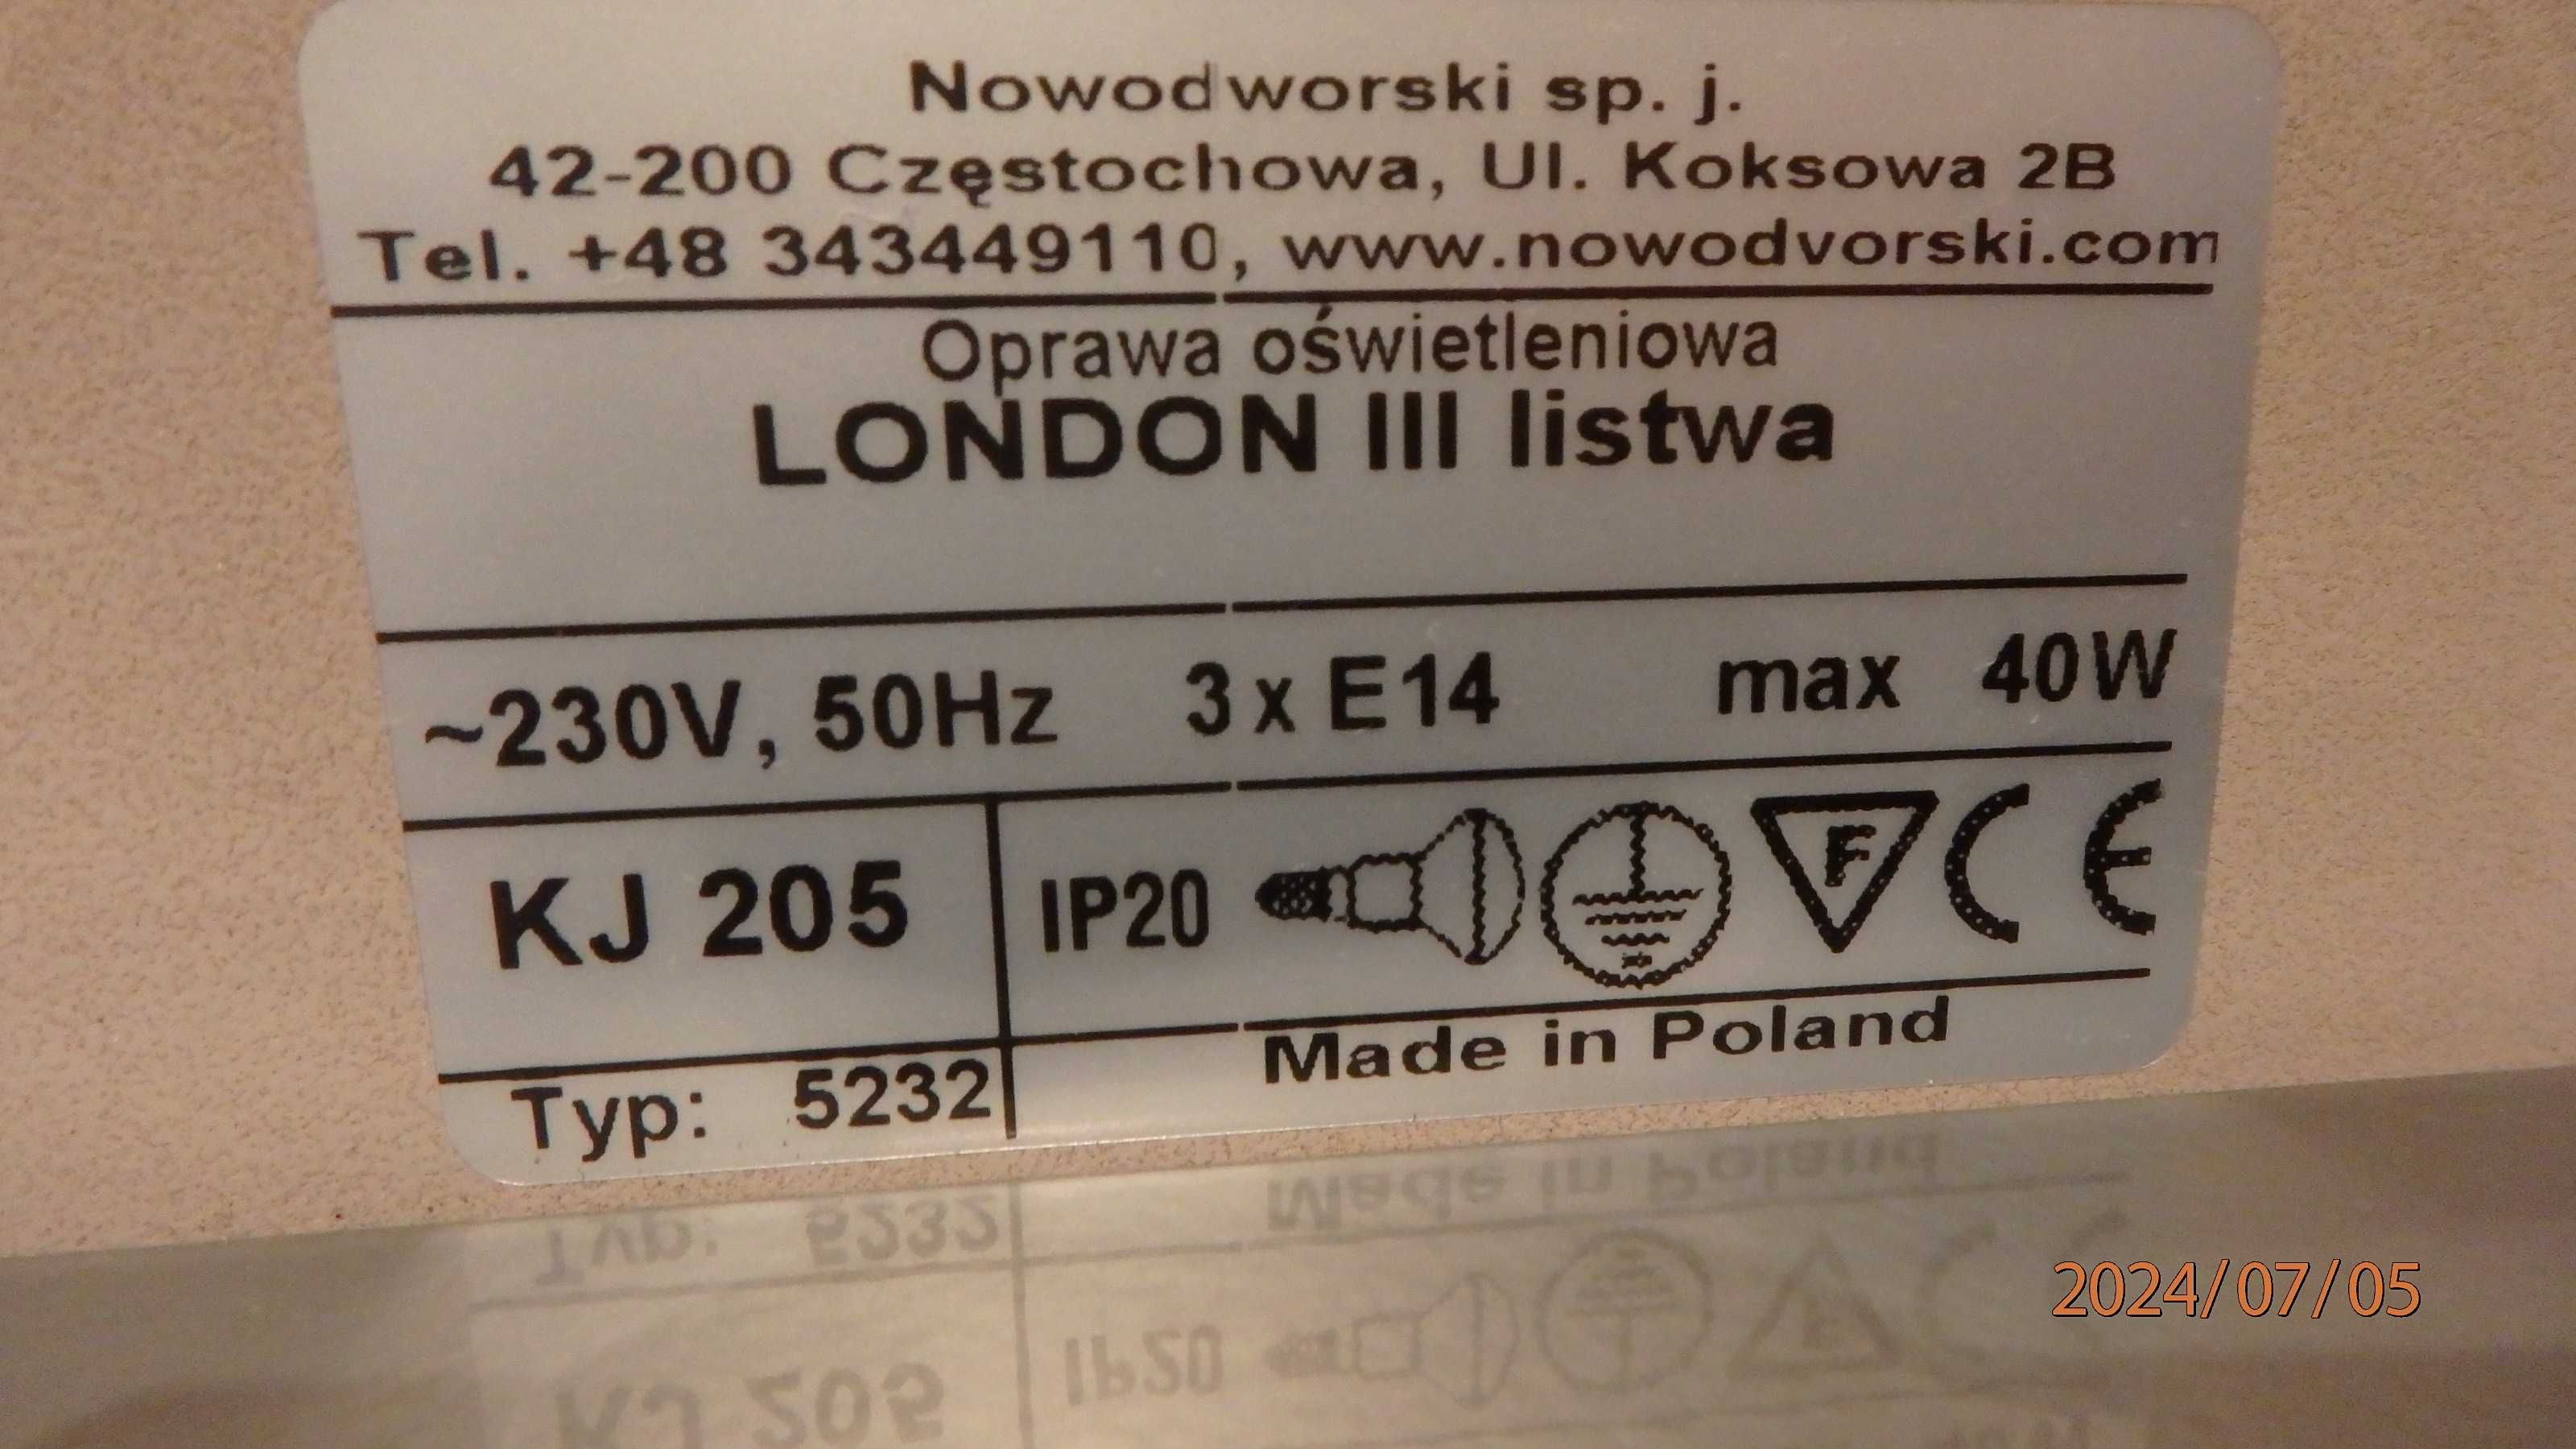 Nowodworski sp. j.
42-200 Częstochowa, Ul. Koksowa 2B
Tel. +48 343449110, www.nowodvorski.com
Oprawa oświetleniowa
LONDON III listwa
~230V, 50Hz 3 x E14 max 40W
KJ 205 IP20 F CE
Typ: 5232 Made in Poland
2024/07/05